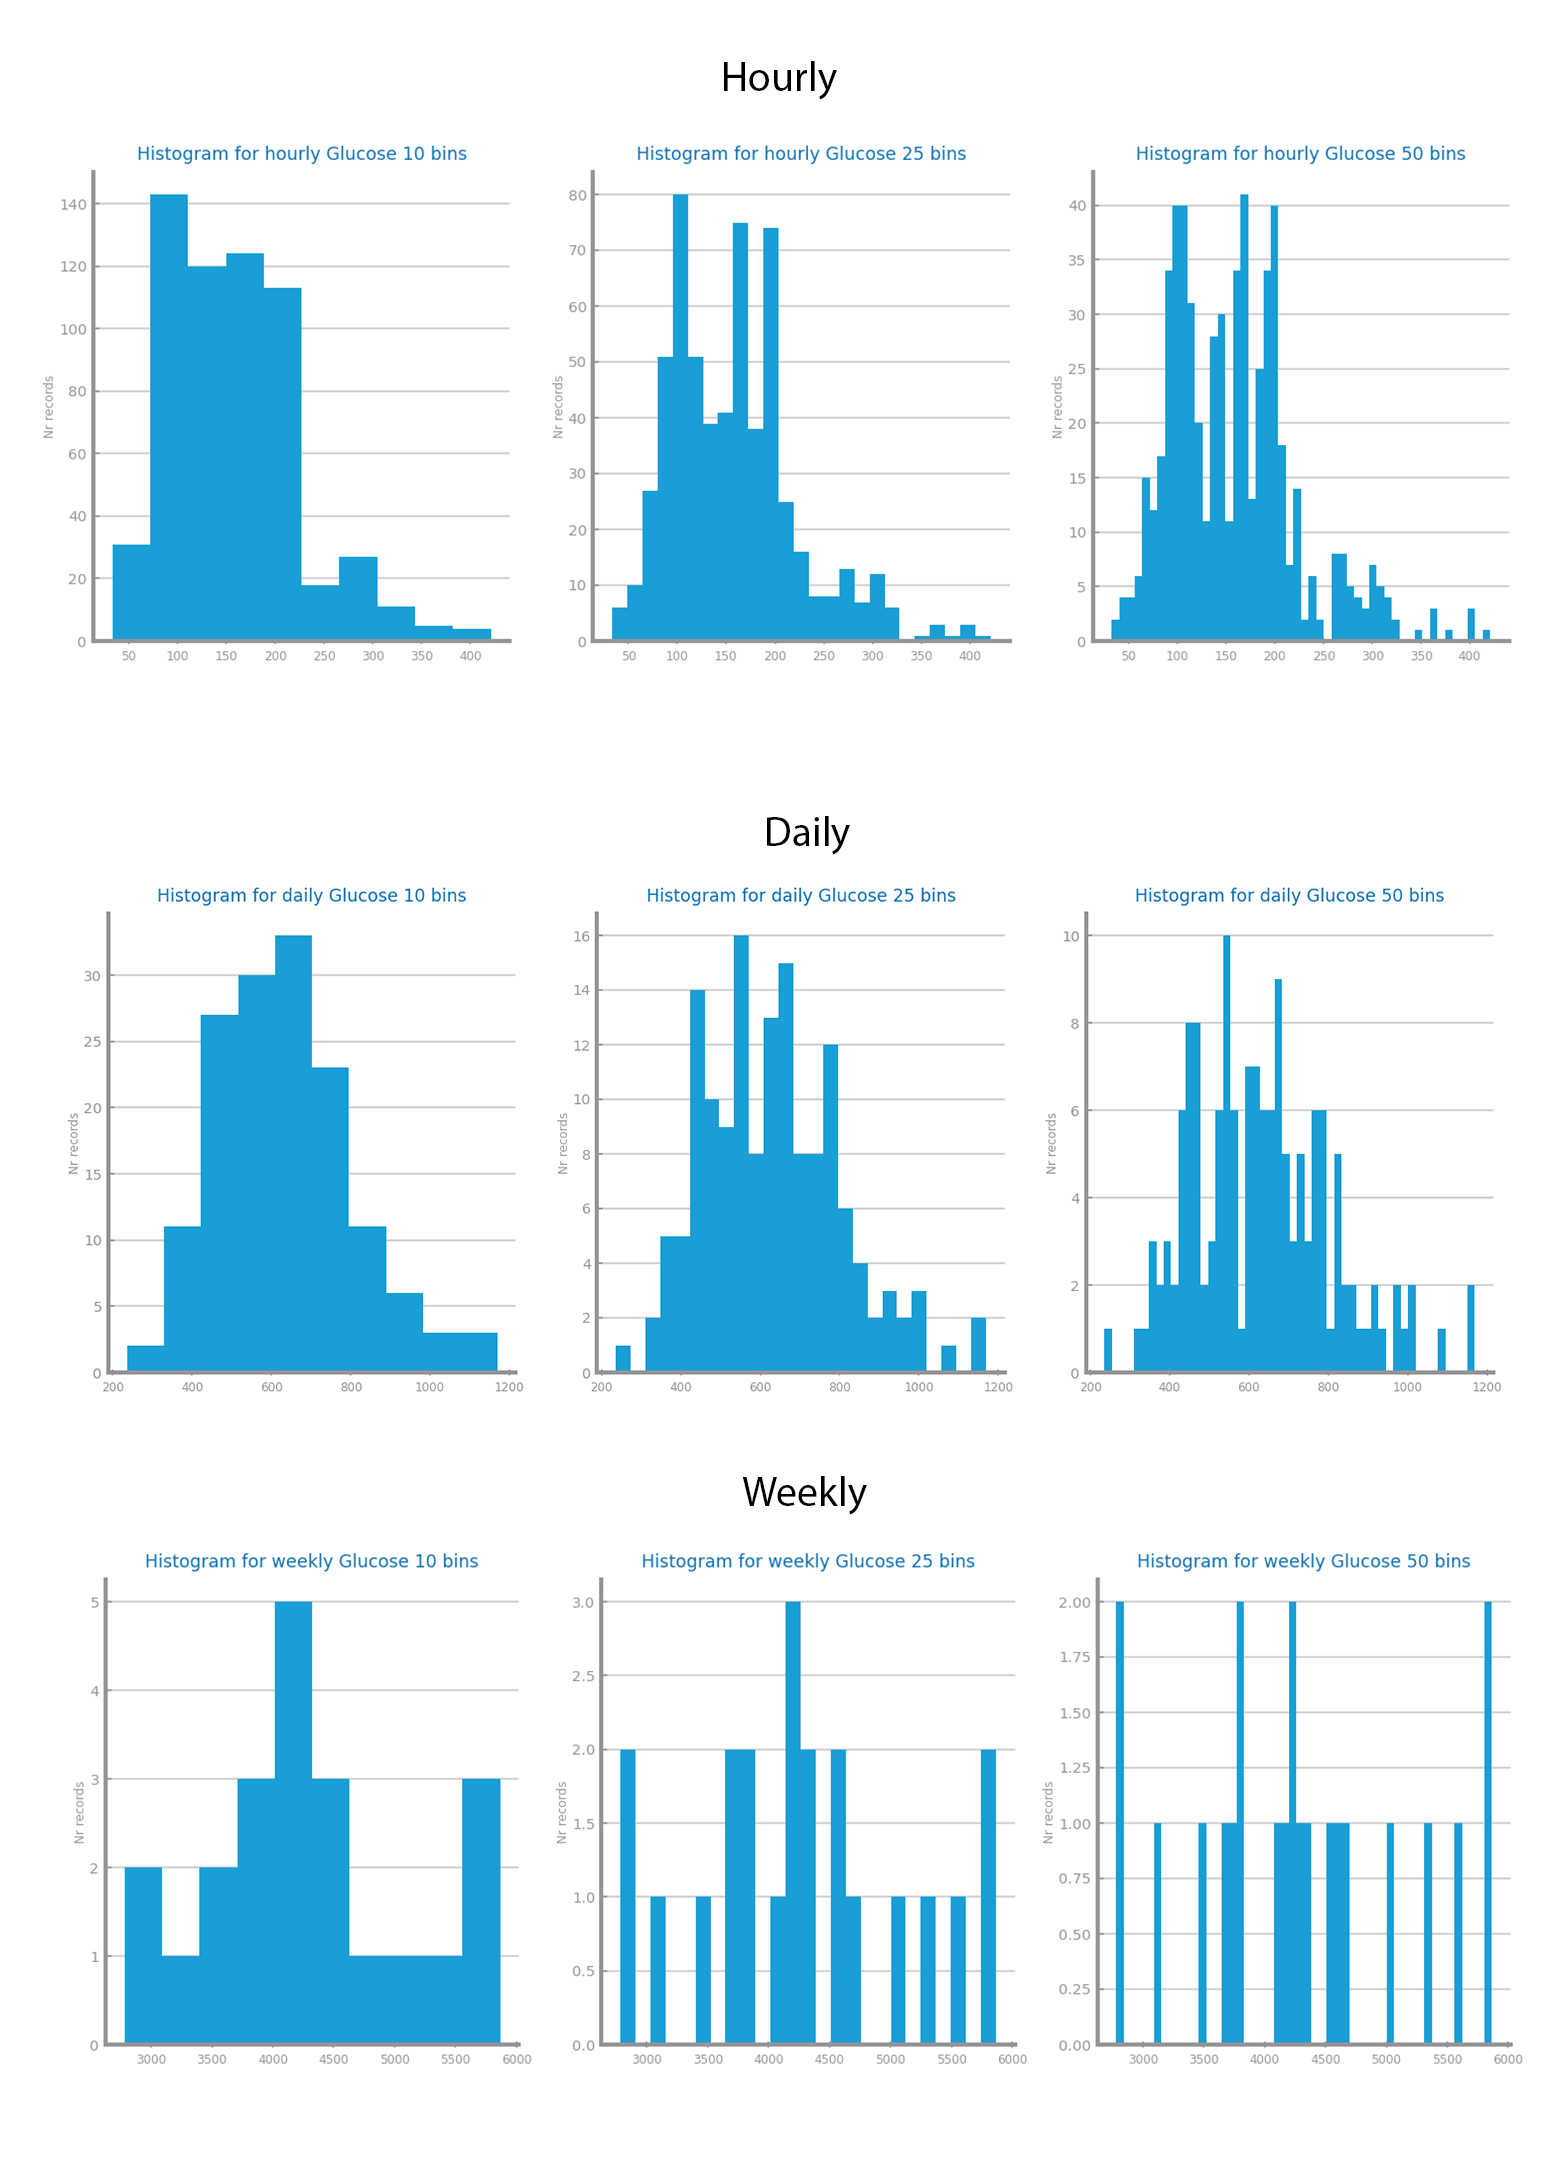 Hourly
Histogram for hourly Glucose 10 bins
Nr records
0
20
40
60
80
100
120
140
50 100 150 200 250 300 350 400
Histogram for hourly Glucose 25 bins
Nr records
0
10
20
30
40
50
60
70
80
50 100 150 200 250 300 350 400
Histogram for hourly Glucose 50 bins
Nr records
0
5
10
15
20
25
30
35
40
50 100 150 200 250 300 350 400
Daily
Histogram for daily Glucose 10 bins
Nr records
0
5
10
15
20
25
30
200 400 600 800 1000 1200
Histogram for daily Glucose 25 bins
Nr records
0
2
4
6
8
10
12
14
16
200 400 600 800 1000 1200
Histogram for daily Glucose 50 bins
Nr records
0
2
4
6
8
10
200 400 600 800 1000 1200
Weekly
Histogram for weekly Glucose 10 bins
Nr records
0
1
2
3
4
5
3000 3500 4000 4500 5000 5500 6000
Histogram for weekly Glucose 25 bins
Nr records
0.0
0.5
1.0
1.5
2.0
2.5
3.0
3000 3500 4000 4500 5000 5500 6000
Histogram for weekly Glucose 50 bins
Nr records
0.00
0.25
0.50
0.75
1.00
1.25
1.50
1.75
2.00
3000 3500 4000 4500 5000 5500 6000